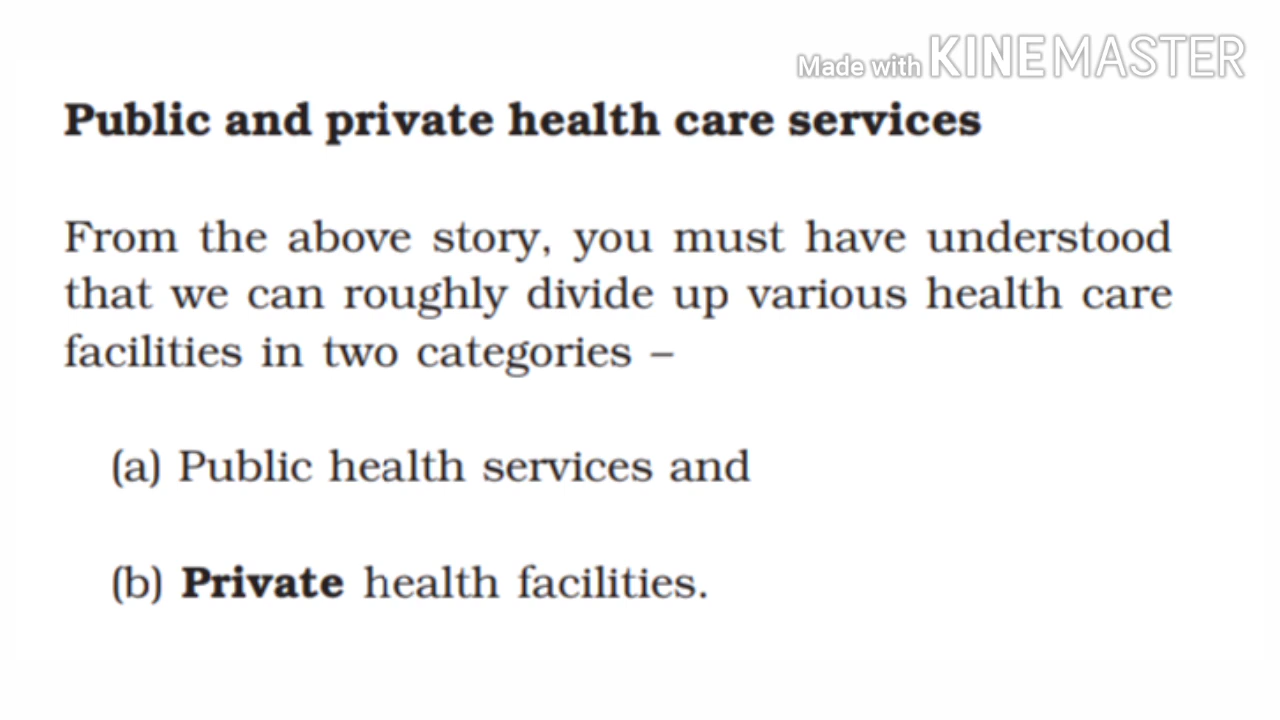 Made with KINEMASTER
Public and private health care services
From the above story, you must have understood
that we can roughly divide up various health care
facilities in two categories –
(a) Public health services and
(b) Private health facilities.